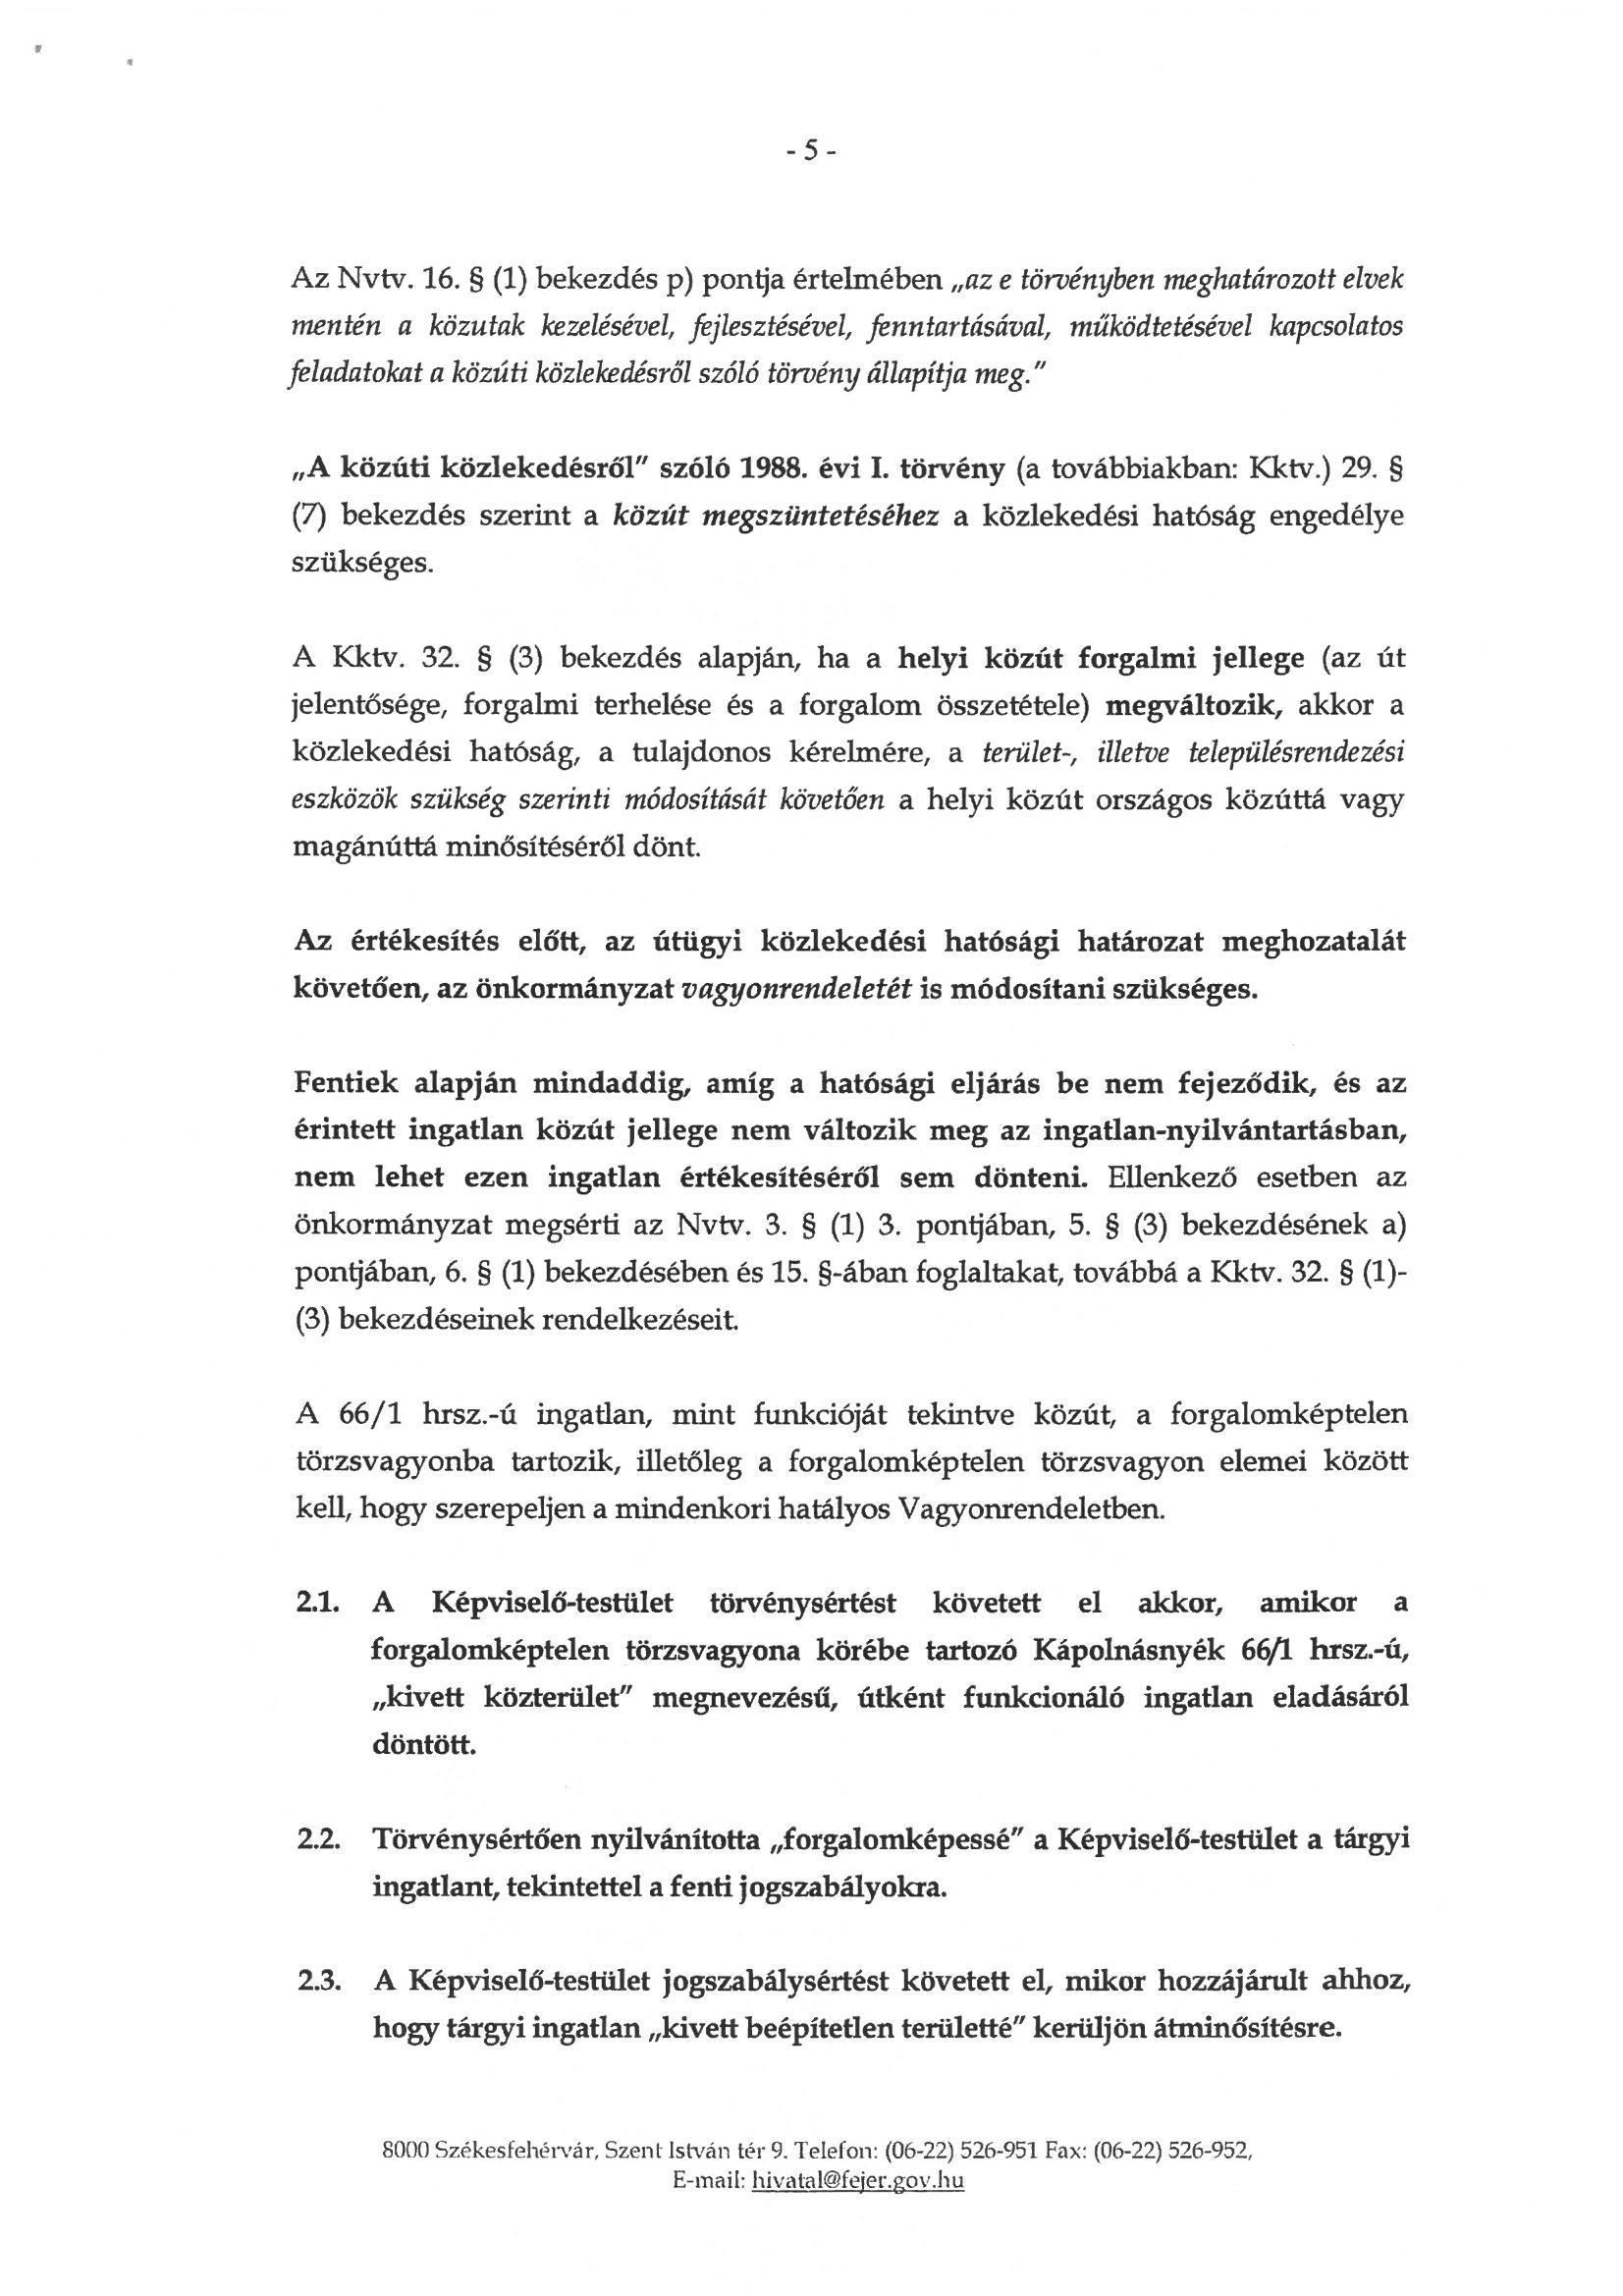 - 5 -
Az Nvtv. 16. § (1) bekezdés p) pontja értelmében „az e törvényben meghatározott elvek
mentén a közutak kezelésével, fejlesztésével, fenntartásával, működtetésével kapcsolatos
feladatokat a közúti közlekedésről szóló törvény állapítja meg."
„A közúti közlekedésről" szóló 1988. évi I. törvény (a továbbiakban: Kktv.) 29. §
(7) bekezdés szerint a közút megszüntetéséhez a közlekedési hatóság engedélye
szükséges.
A Kktv. 32. § (3) bekezdés alapján, ha a helyi közút forgalmi jellege (az út
jelentősége, forgalmi terhelése és a forgalom összetétele) megváltozik, akkor a
közlekedési hatóság, a tulajdonos kérelmére, a terület-, illetve településrendezési
eszközök szükség szerinti módosítását követően a helyi közút országos közúttá vagy
magánúttá minősítéséről dönt.
Az értékesítés előtt, az útügyi közlekedési hatósági határozat meghozatalát
követően, az önkormányzat vagyonrendeletét is módosítani szükséges.
Fentiek alapján mindaddig, amíg a hatósági eljárás be nem fejeződik, és az
érintett ingatlan közút jellege nem változik meg az ingatlan-nyilvántartásban,
nem lehet ezen ingatlan értékesítéséről sem dönteni. Ellenkező esetben az
önkormányzat megsérti az Nvtv. 3. § (1) 3. pontjában, 5. § (3) bekezdésének a)
pontjában, 6. § (1) bekezdésében és 15. §-ában foglaltakat, továbbá a Kktv. 32. § (1)-
(3) bekezdéseinek rendelkezéseit.
A 66/1 hrsz.-ú ingatlan, mint funkcióját tekintve közút, a forgalomképtelen
törzsvagyonba tartozik, illetőleg a forgalomképtelen törzsvagyon elemei között
kell, hogy szerepeljen a mindenkori hatályos Vagyonrendeletben.
2.1. A Képviselő-testület törvénysértést követett el akkor, amikor a
forgalomképtelen törzsvagyona körébe tartozó Kápolnásnyék 66/1 hrsz.-ú,
„kivett közterület" megnevezésű, útként funkcionáló ingatlan eladásáról
döntött.
2.2. Törvénysértően nyilvánította „forgalomképessé" a Képviselő-testület a tárgyi
ingatlant, tekintettel a fenti jogszabályokra.
2.3. A Képviselő-testület jogszabálysértést követett el, mikor hozzájárult ahhoz,
hogy tárgyi ingatlan „kivett beépítetlen területté" kerüljön átminősítésre.
8000 Székesfehérvár, Szent István tér 9. Telefon: (06-22) 526-951 Fax: (06-22) 526-952,
E-mail: hivatal@fejer.gov.hu